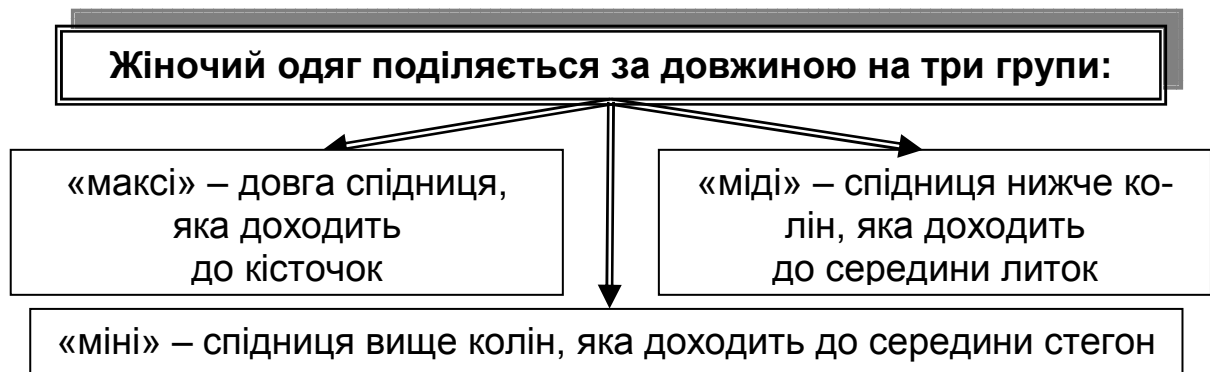 Жіночий одяг поділяється за довжиною на три групи:
«максі» – довга спідниця,
яка доходить
до кісточок
«міді» – спідниця нижче ко-
лін, яка доходить
до середини литок
«міні» – спідниця вище колін, яка доходить до середини стегон